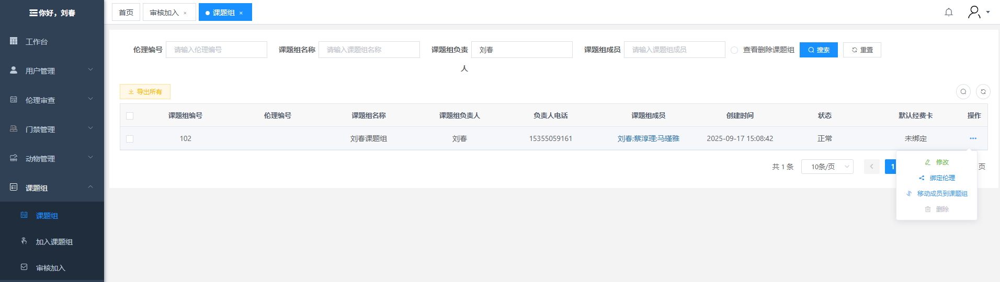 你好，刘春
首页
审核加入 ×
课题组 ×
工作台
用户管理
伦理审查
门禁管理
动物管理
课题组
课题组
加入课题组
审核加入
伦理编号 请输入伦理编号
课题组名称 请输入课题组名称
课题组负责人 刘春
课题组成员 请输入课题组成员
查看删除课题组
搜索
重置
导出所有
课题组编号 伦理编号 课题组名称 课题组负责人 负责人电话 课题组成员 创建时间 状态 默认经费卡 操作
102 刘春课题组 刘春 15355059161 刘春;蔡淳理;马瑾雅 2025-09-17 15:08:42 正常 未绑定
共 1 条 10条/页 1 页
修改
绑定伦理
移动成员到课题组
删除